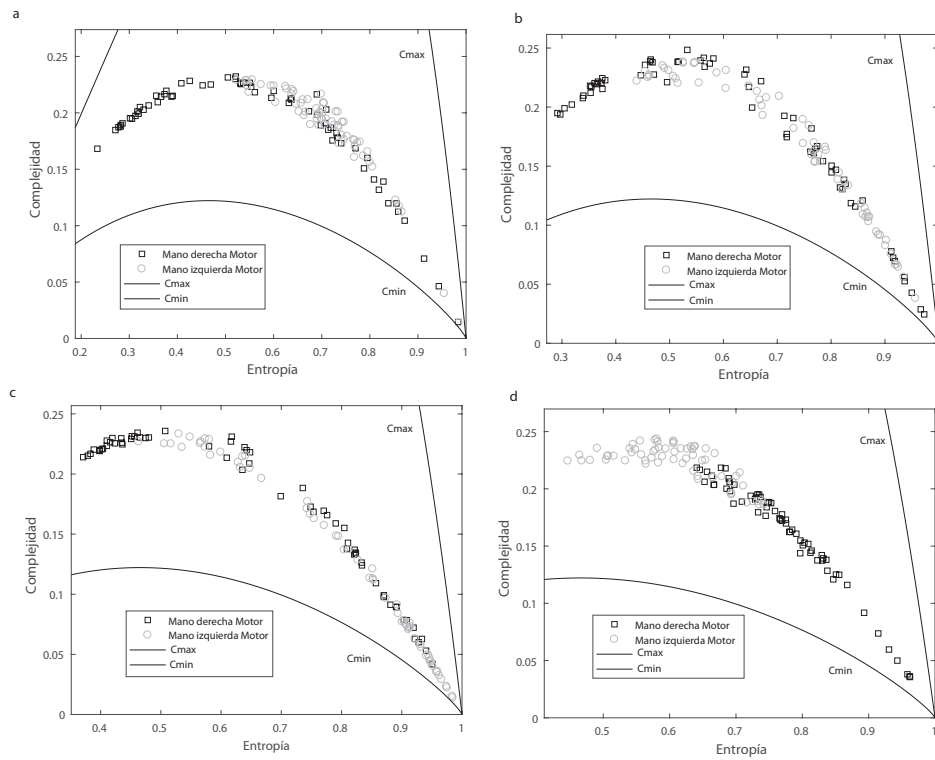 a
Cmax
0.25
0.2
0.15
0.1
0.05
0
Complejidad
Mano derecha Motor
Mano izquierda Motor
Cmax
Cmin
Cmin
0.2 0.3 0.4 0.5 0.6 0.7 0.8 0.9 1
Entropía
b
Cmax
0.25
0.2
0.15
0.1
0.05
0
Complejidad
Mano derecha Motor
Mano izquierda Motor
Cmax
Cmin
Cmin
0.3 0.4 0.5 0.6 0.7 0.8 0.9
Entropía
c
Cmax
0.25
0.2
0.15
0.1
0.05
0
Complejidad
Mano derecha Motor
Mano izquierda Motor
Cmax
Cmin
Cmin
0.4 0.5 0.6 0.7 0.8 0.9 1
Entropía
d
Cmax
0.25
0.20
0.15
0.1
0.05
0
Complejidad
Mano derecha Motor
Mano izquierda Motor
Cmax
Cmin
Cmin
0.5 0.6 0.7 0.8 0.9 1
Entropía